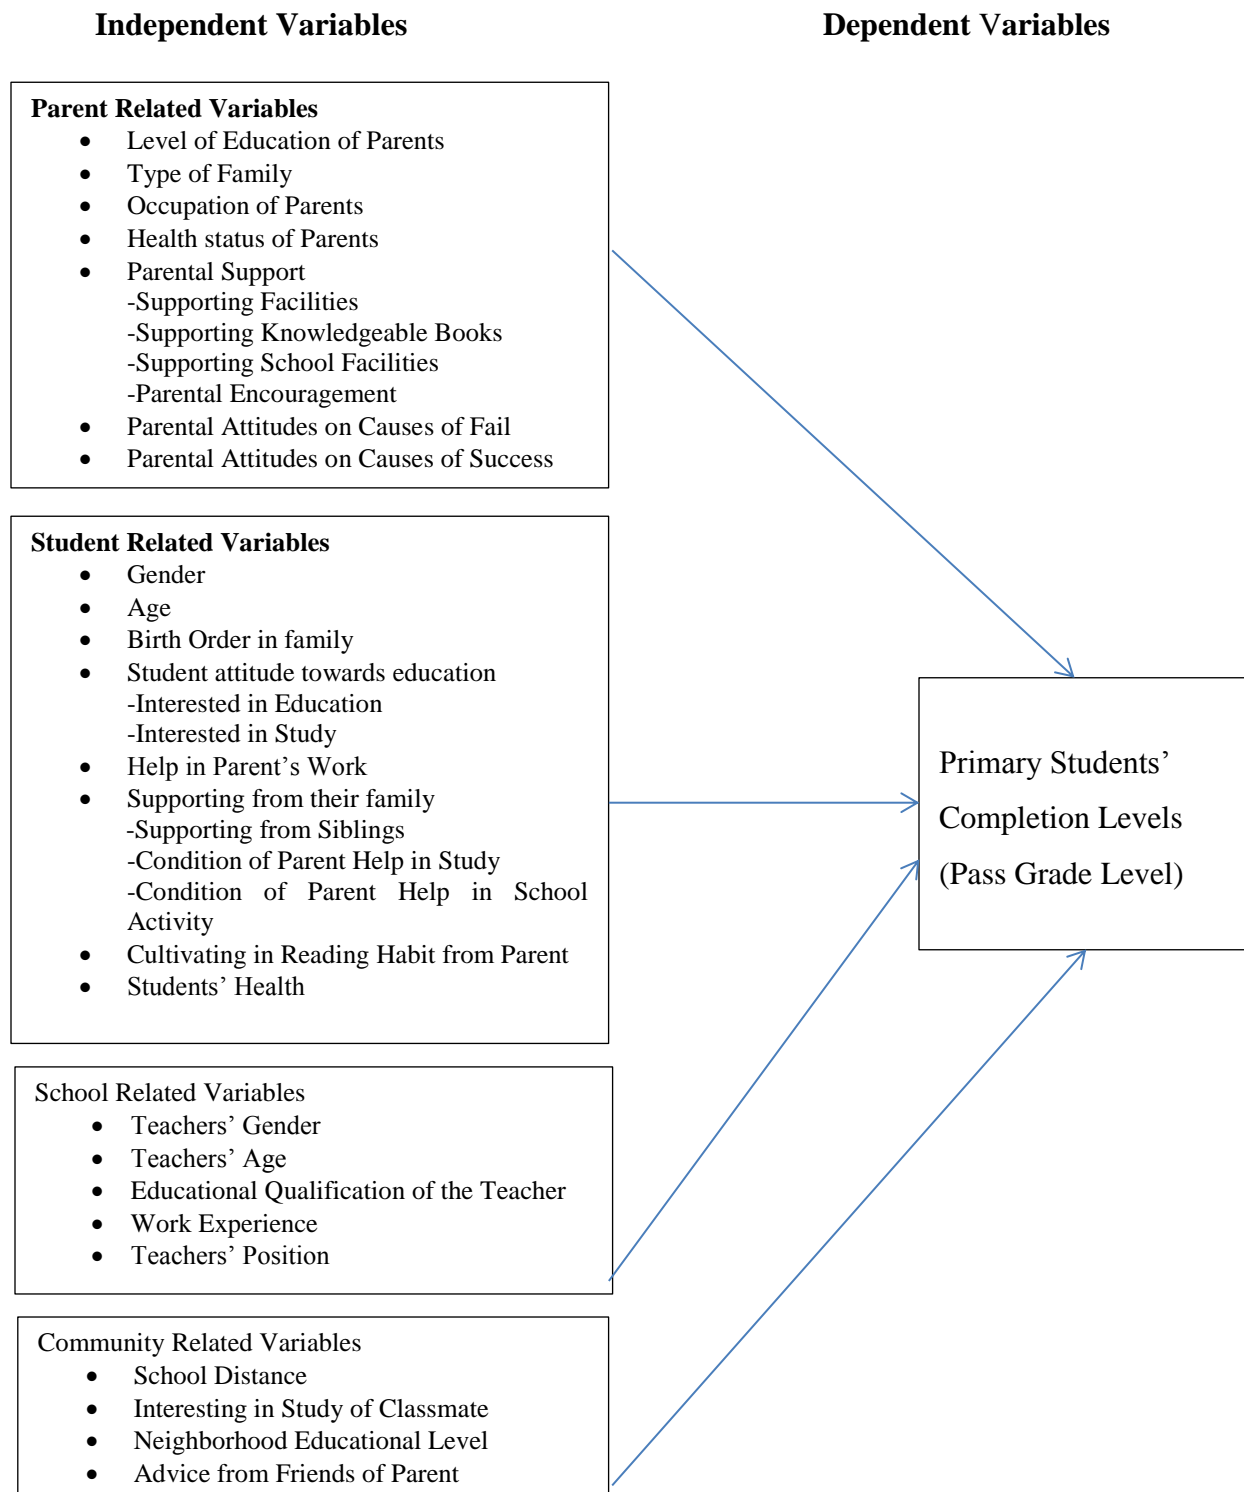 Independent Variables
Dependent Variables
Parent Related Variables
• Level of Education of Parents
• Type of Family
• Occupation of Parents
• Health status of Parents
• Parental Support
-Supporting Facilities
-Supporting Knowledgeable Books
-Supporting School Facilities
-Parental Encouragement
• Parental Attitudes on Causes of Fail
• Parental Attitudes on Causes of Success
Student Related Variables
• Gender
• Age
• Birth Order in family
• Student attitude towards education
-Interested in Education
-Interested in Study
• Help in Parent’s Work
• Supporting from their family
-Supporting from Siblings
-Condition of Parent Help in Study
-Condition of Parent Help in School
Activity
• Cultivating in Reading Habit from Parent
• Students’ Health
School Related Variables
• Teachers’ Gender
• Teachers’ Age
• Educational Qualification of the Teacher
• Work Experience
• Teachers’ Position
Community Related Variables
• School Distance
• Interesting in Study of Classmate
• Neighborhood Educational Level
• Advice from Friends of Parent
Primary Students’
Completion Levels
(Pass Grade Level)